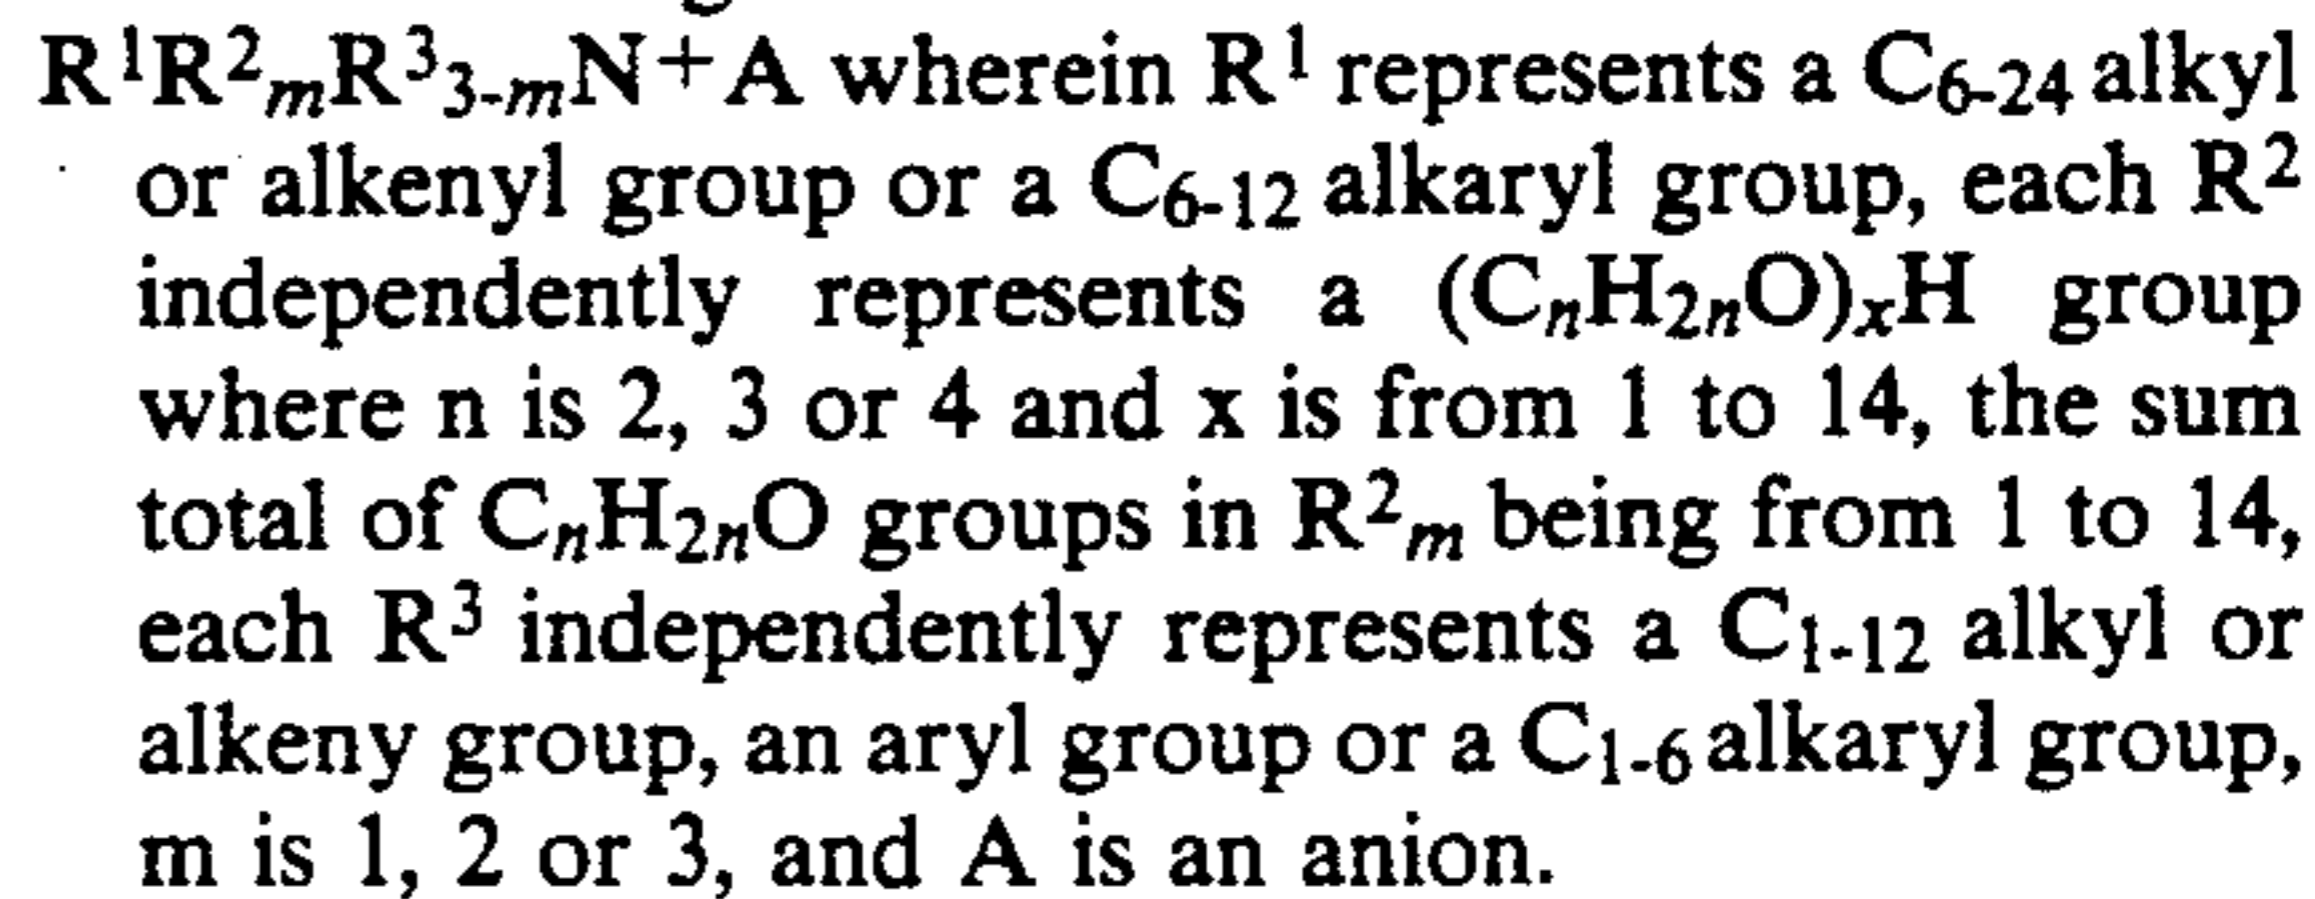 R¹R²ₘR³₃₋ₘN⁺A wherein R¹ represents a C₆₋₂₄ alkyl
or alkenyl group or a C₆₋₁₂ alkaryl group, each R²
independently represents a (CₙH₂ₙO)ₓH group
where n is 2, 3 or 4 and x is from 1 to 14, the sum
total of CₙH₂ₙO groups in R²ₘ being from 1 to 14,
each R³ independently represents a C₁₋₁₂ alkyl or
alkeny group, an aryl group or a C₁₋₆ alkaryl group,
m is 1, 2 or 3, and A is an anion.